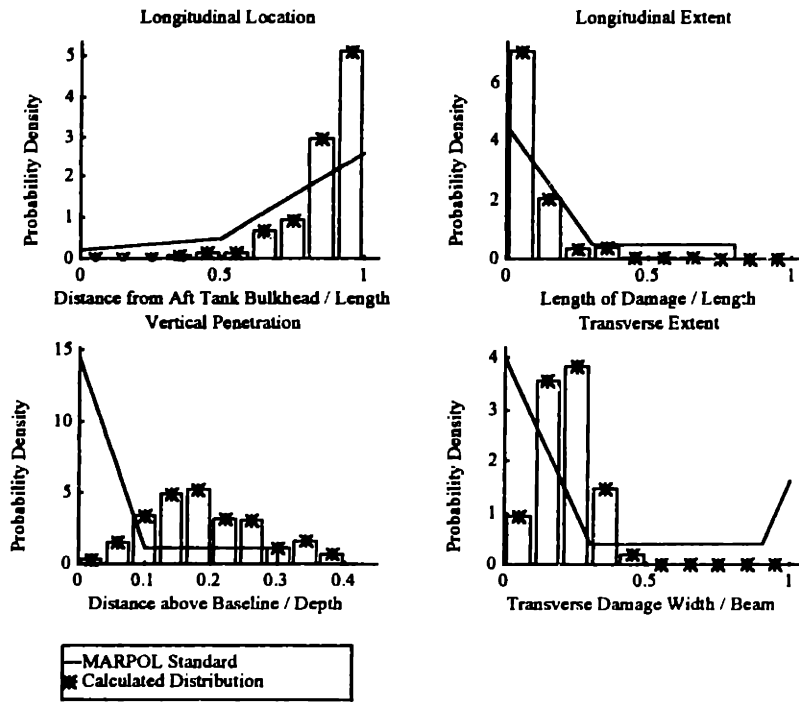 Longitudinal Location
Probability Density
5
4
3
2
1
0
0 0.5 1
Distance from Aft Tank Bulkhead / Length
Longitudinal Extent
Probability Density
6
4
2
0
0 0.5 1
Length of Damage / Length
Vertical Penetration
Probability Density
15
10
5
0
0 0.1 0.2 0.3 0.4
Distance above Baseline / Depth
Transverse Extent
Probability Density
4
3
2
1
0
0 0.5 1
Transverse Damage Width / Beam
MARPOL Standard
Calculated Distribution